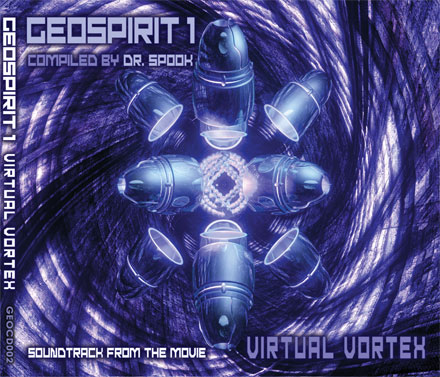 GEOSPIRIT 1
COMPILED BY DR. SPOOK
GEOSPIRIT 1 VIRTUAL VORTEX
GEOCD002
SOUNDTRACK FROM THE MOVIE
VIRTUAL VORTEX